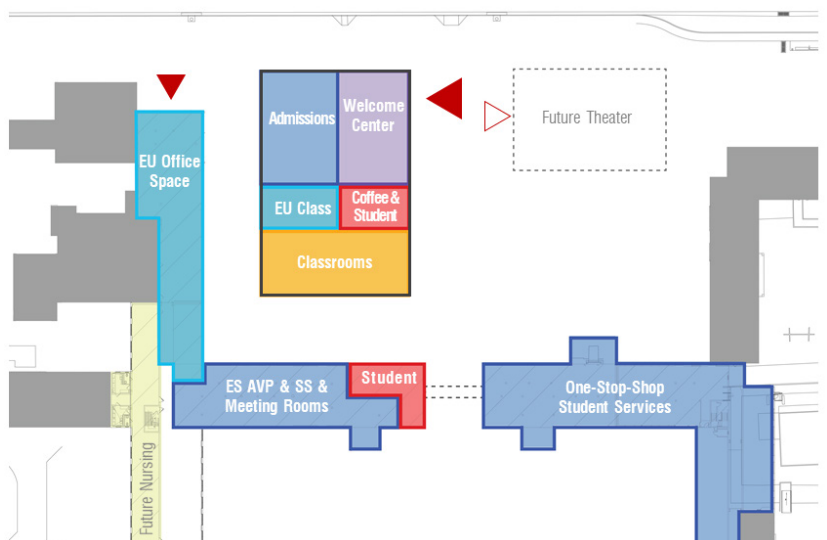 Admissions
Welcome
Center
Future Theater
EU Office
Space
EU Class
Coffee &
Student
Classrooms
ES AVP & SS &
Meeting Rooms
Student
One-Stop-Shop
Student Services
Future Nursing